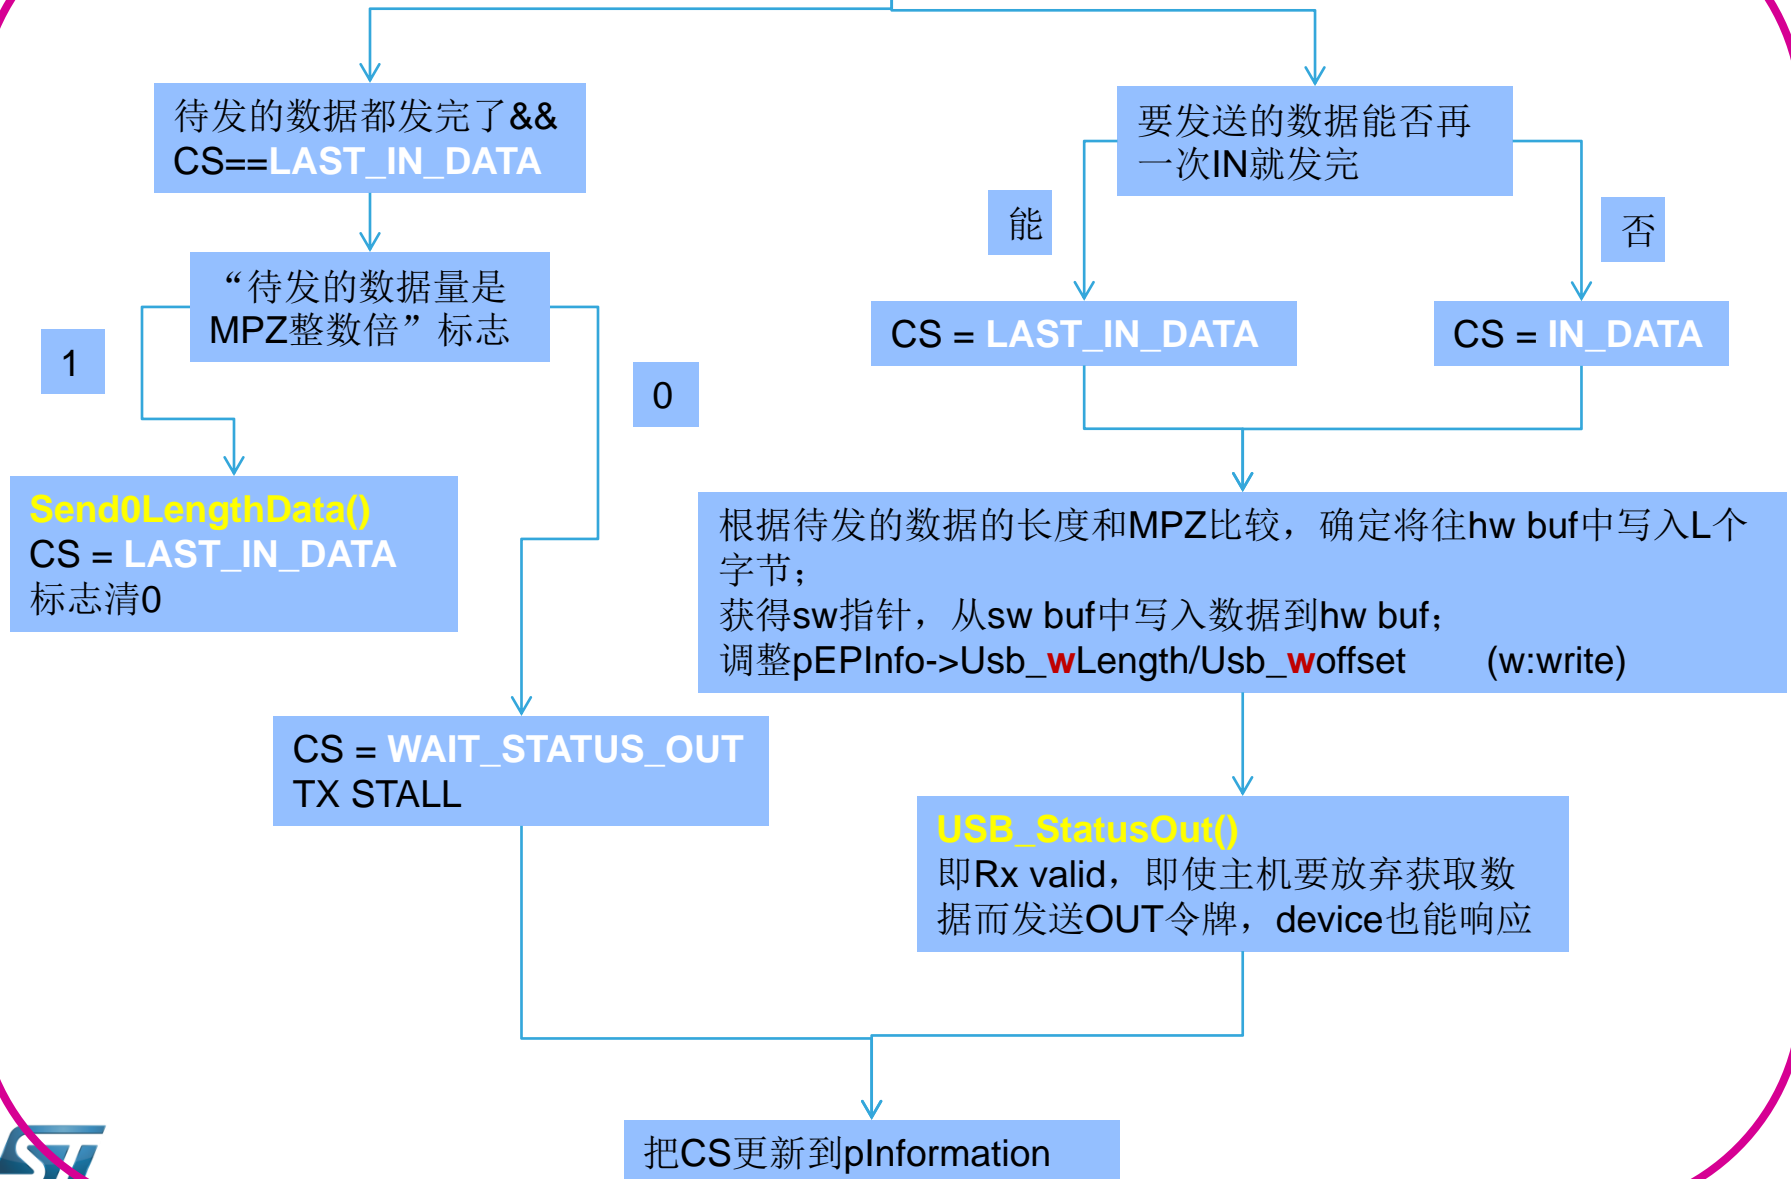 待发的数据都发完了&&
CS==LAST_IN_DATA
要发送的数据能否再
一次IN就发完
能
否
“待发的数据量是
MPZ整数倍”标志
1
0
CS = LAST_IN_DATA
CS = IN_DATA
Send0LengthData()
CS = LAST_IN_DATA
标志清0
根据待发的数据的长度和MPZ比较，确定将往hw buf中写入L个
字节；
获得sw指针，从sw buf中写入数据到hw buf；
调整pEPInfo->Usb_wLength/Usb_woffset (w:write)
CS = WAIT_STATUS_OUT
TX STALL
USB_StatusOut()
即Rx valid，即使主机要放弃获取数
据而发送OUT令牌，device也能响应
把CS更新到pInformation
ST